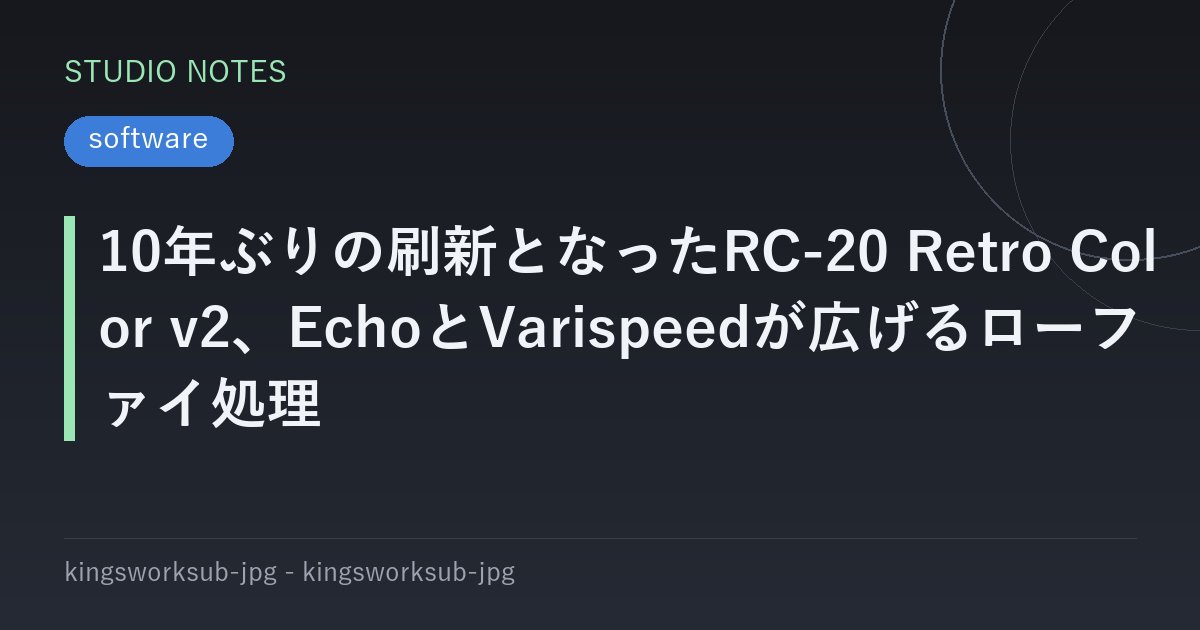 STUDIO NOTES
software
10年ぶりの刷新となったRC-20 Retro Col
or v2、EchoとVarispeedが広げるローフ
ァイ処理
kingsworksub-jpg - kingsworksub-jpg